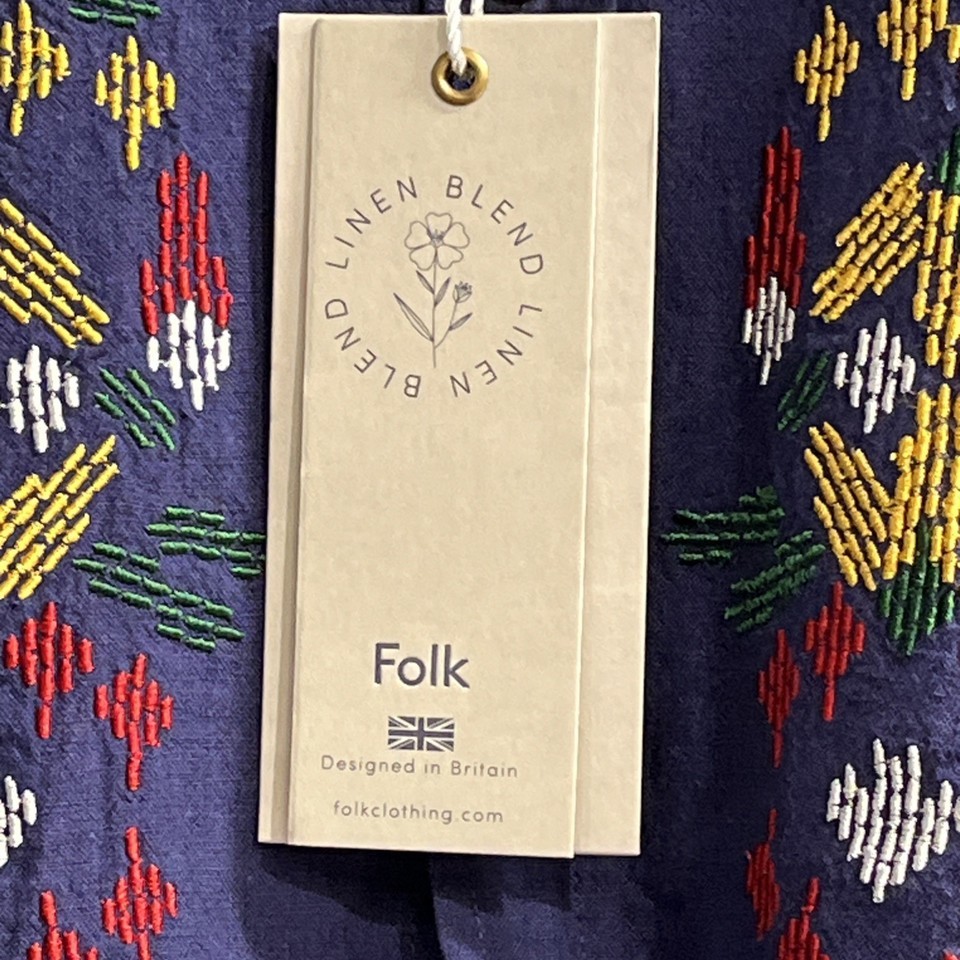 LINEN BLEND LINEN BLEND
Folk
Designed in Britain
folkclothing.com